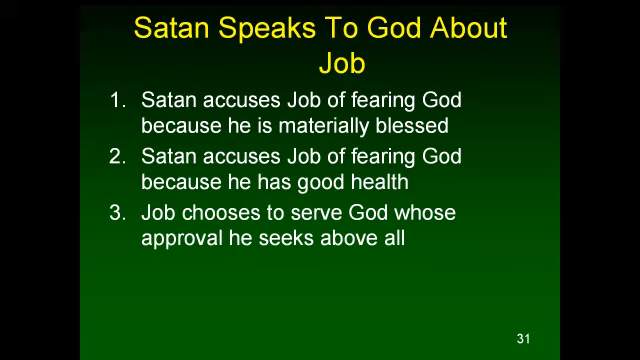 Satan Speaks To God About
Job
1. Satan accuses Job of fearing God
because he is materially blessed
2. Satan accuses Job of fearing God
because he has good health
3. Job chooses to serve God whose
approval he seeks above all
31